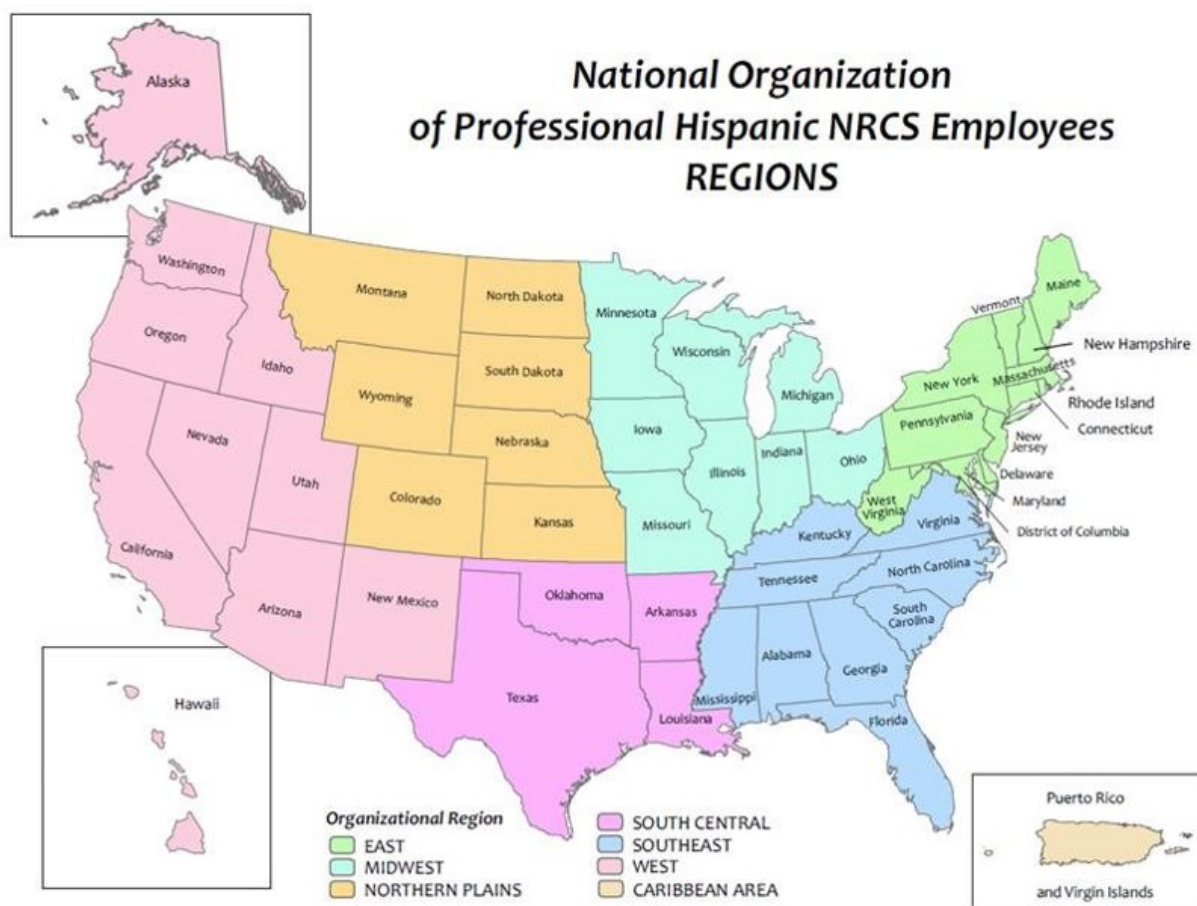 National Organization
of Professional Hispanic NRCS Employees
REGIONS
Alaska
Washington
Oregon
Idaho
Montana
North Dakota
Minnesota
South Dakota
Wyoming
Wisconsin
Michigan
Vermont
Maine
New Hampshire
Massachusetts
New York
Rhode Island
Connecticut
Pennsylvania
New
Jersey
Delaware
Maryland
District of Columbia
Nevada
Utah
California
Colorado
Nebraska
Kansas
Iowa
Missouri
Illinois
Indiana
Ohio
West
Virginia
Virginia
Kentucky
Tennessee
North Carolina
South
Carolina
Arizona
New Mexico
Oklahoma
Arkansas
Texas
Louisiana
Mississippi
Alabama
Georgia
Florida
Hawaii
Organizational Region
EAST
MIDWEST
NORTHERN PLAINS
SOUTH CENTRAL
SOUTHEAST
WEST
CARIBBEAN AREA
Puerto Rico
and Virgin Islands